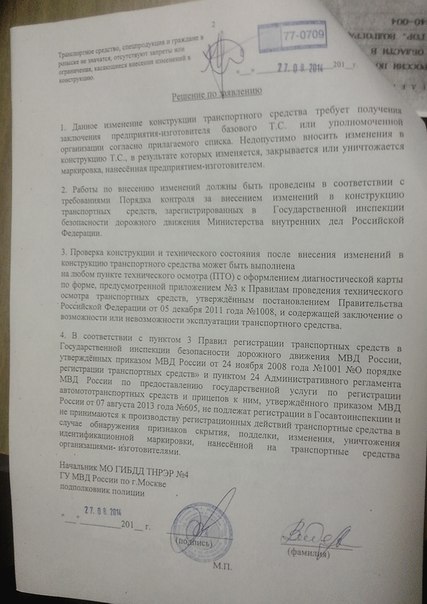 2
Транспортное средство, спецпродукция и граждане в
розыске не значатся, отсутствуют запреты или
ограничения, касающиеся внесения изменений в
конструкцию.
77-0709
27.08.2014 201__ г.
Решение по заявлению
1. Данное изменение конструкции транспортного средства требует получения
заключения предприятия-изготовителя базового Т.С. или уполномоченной
организации согласно прилагаемого списка. Недопустимо вносить изменения в
конструкцию Т.С., в результате которых изменяется, закрывается или уничтожается
маркировка, нанесённая предприятием-изготовителем.
2. Работы по внесению изменений должны быть проведены в соответствии с
требованиями Порядка контроля за внесением изменений в конструкцию
транспортных средств, зарегистрированных в Государственной инспекции
безопасности дорожного движения Министерства внутренних дел Российской
Федерации.
3. Проверка конструкции и технического состояния после внесения изменений в
конструкцию транспортного средства может быть выполнена
на любом пункте технического осмотра (ПТО) с оформлением диагностической карты
по форме, предусмотренной приложением №3 к Правилам проведения технического
осмотра транспортных средств, утверждённым постановлением Правительства
Российской Федерации от 05 декабря 2011 года №1008, и содержащей заключение о
возможности или невозможности эксплуатации транспортного средства.
4. В соответствии с пунктом 3 Правил регистрации транспортных средств в
Государственной инспекции безопасности дорожного движения МВД России,
утверждённых приказом МВД России от 24 ноября 2008 года №1001 №О порядке
регистрации транспортных средств» и пунктом 24 Административного регламента
МВД России по предоставлению государственной услуги по регистрации
автомототранспортных средств и прицепов к ним, утверждённого приказом МВД
России от 07 августа 2013 года №605, не подлежат регистрации в Госавтоинспекции и
не принимаются к производству регистрационных действий транспортные средства в
случае обнаружения признаков скрытия, подделки, изменения, уничтожения
идентификационной маркировки, нанесённой на транспортные средства
организациями- изготовителями.
Начальник МО ГИБДД ТНРЭР №4
ГУ МВД России по г.Москве
подполковник полиции
27.08.2014
201__ г.
(подпись)
(фамилия)
М.П.